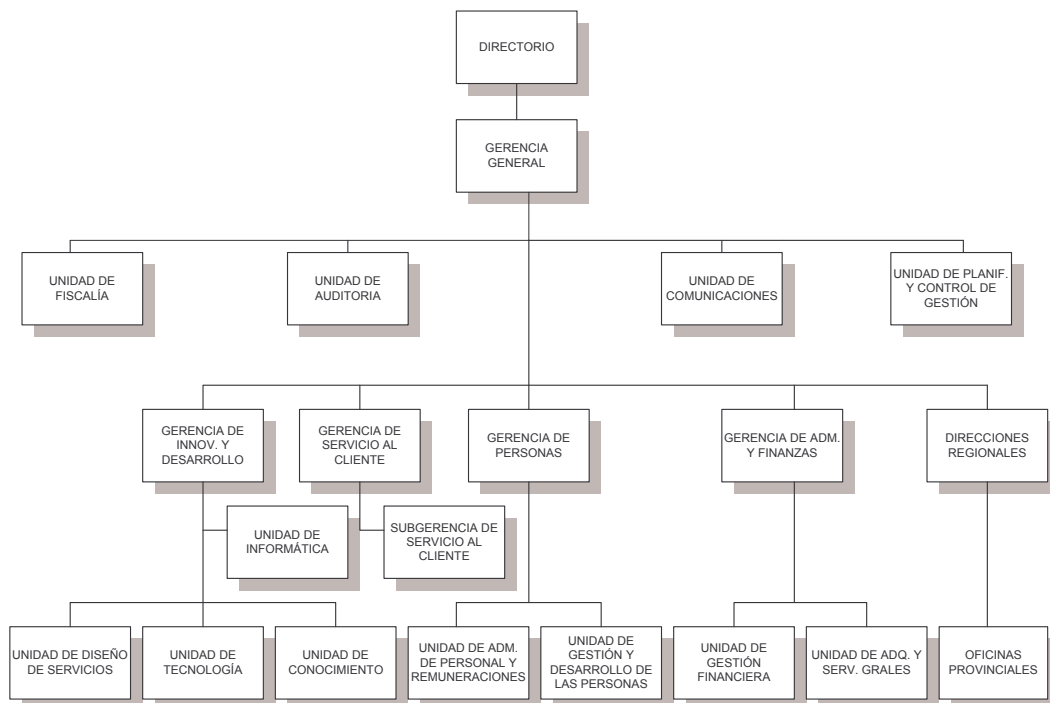 DIRECTORIO
GERENCIA
GENERAL
UNIDAD DE
FISCALÍA
UNIDAD DE
AUDITORIA
UNIDAD DE
COMUNICACIONES
UNIDAD DE PLANIF.
Y CONTROL DE
GESTIÓN
GERENCIA DE
INNOV. Y
DESARROLLO
GERENCIA DE
SERVICIO AL
CLIENTE
GERENCIA DE
PERSONAS
GERENCIA DE ADM.
Y FINANZAS
DIRECCIONES
REGIONALES
UNIDAD DE
INFORMÁTICA
SUBGERENCIA DE
SERVICIO AL
CLIENTE
UNIDAD DE DISEÑO
DE SERVICIOS
UNIDAD DE
TECNOLOGÍA
UNIDAD DE
CONOCIMIENTO
UNIDAD DE ADM.
DE PERSONAL Y
REMUNERACIONES
UNIDAD DE
GESTIÓN Y
DESARROLLO DE
LAS PERSONAS
UNIDAD DE
GESTIÓN
FINANCIERA
UNIDAD DE ADQ. Y
SERV. GRALES
OFICINAS
PROVINCIALES